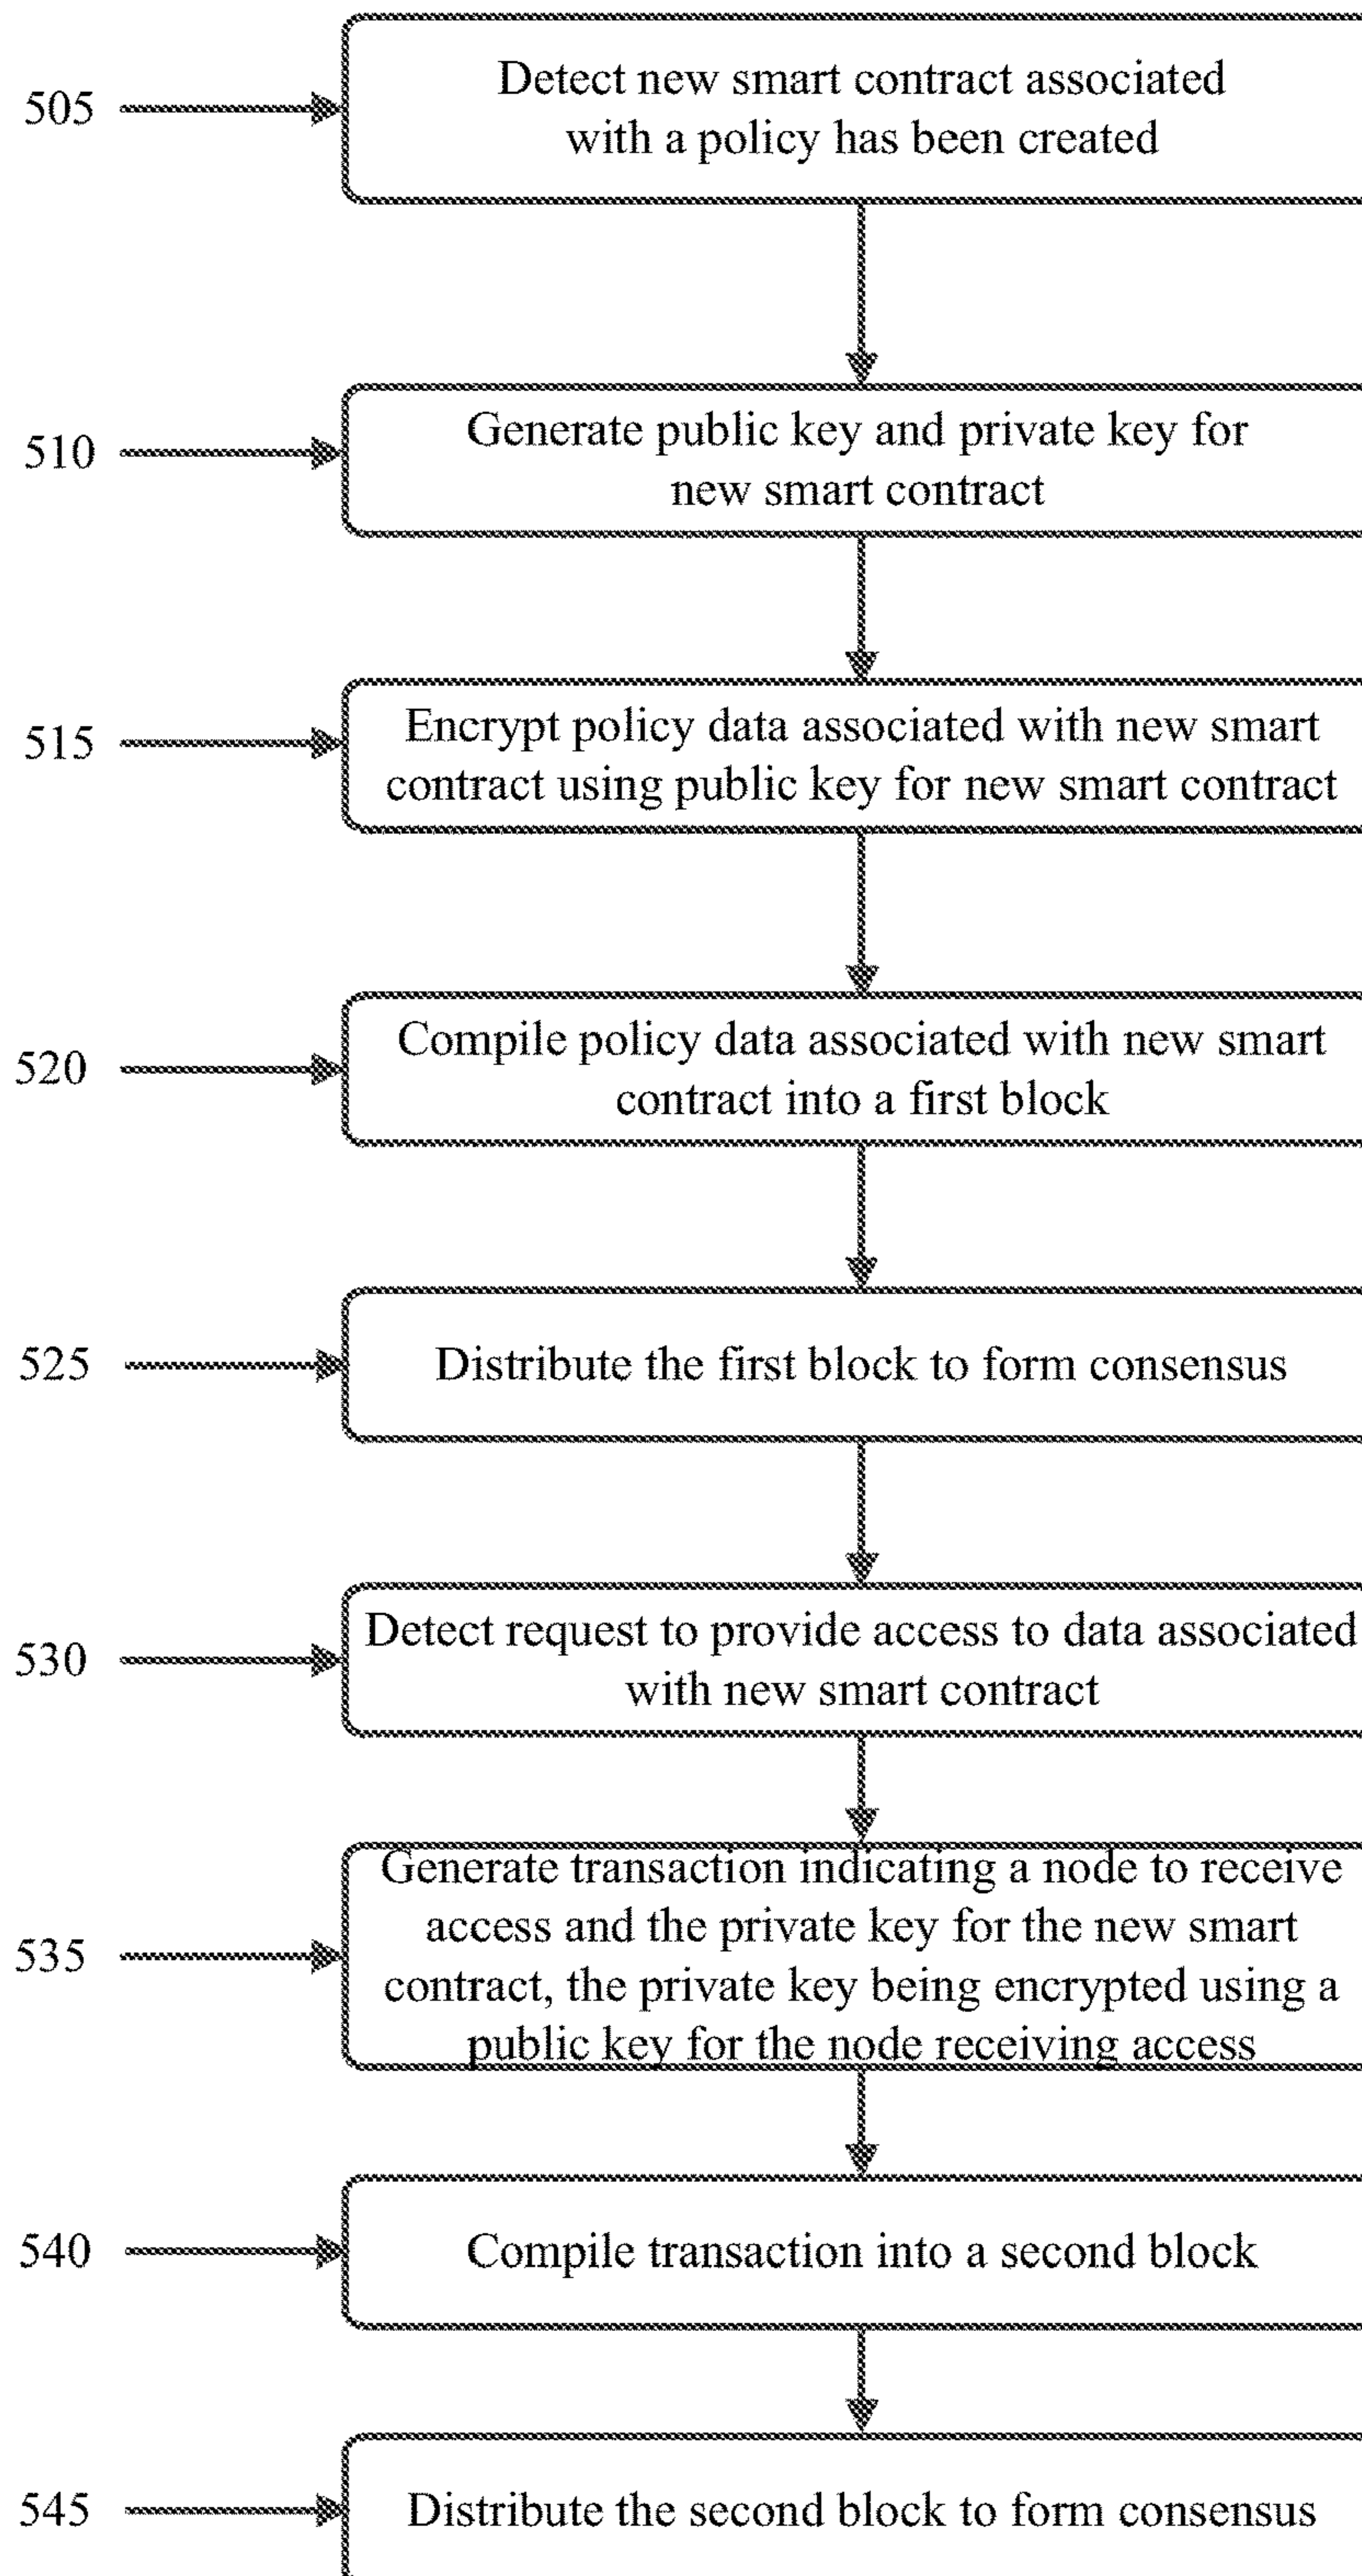 505
Detect new smart contract associated
with a policy has been created
510
Generate public key and private key for
new smart contract
515
Encrypt policy data associated with new smart
contract using public key for new smart contract
520
Compile policy data associated with new smart
contract into a first block
525
Distribute the first block to form consensus
530
Detect request to provide access to data associated
with new smart contract
535
Generate transaction indicating a node to receive
access and the private key for the new smart
contract, the private key being encrypted using a
public key for the node receiving access
540
Compile transaction into a second block
545
Distribute the second block to form consensus